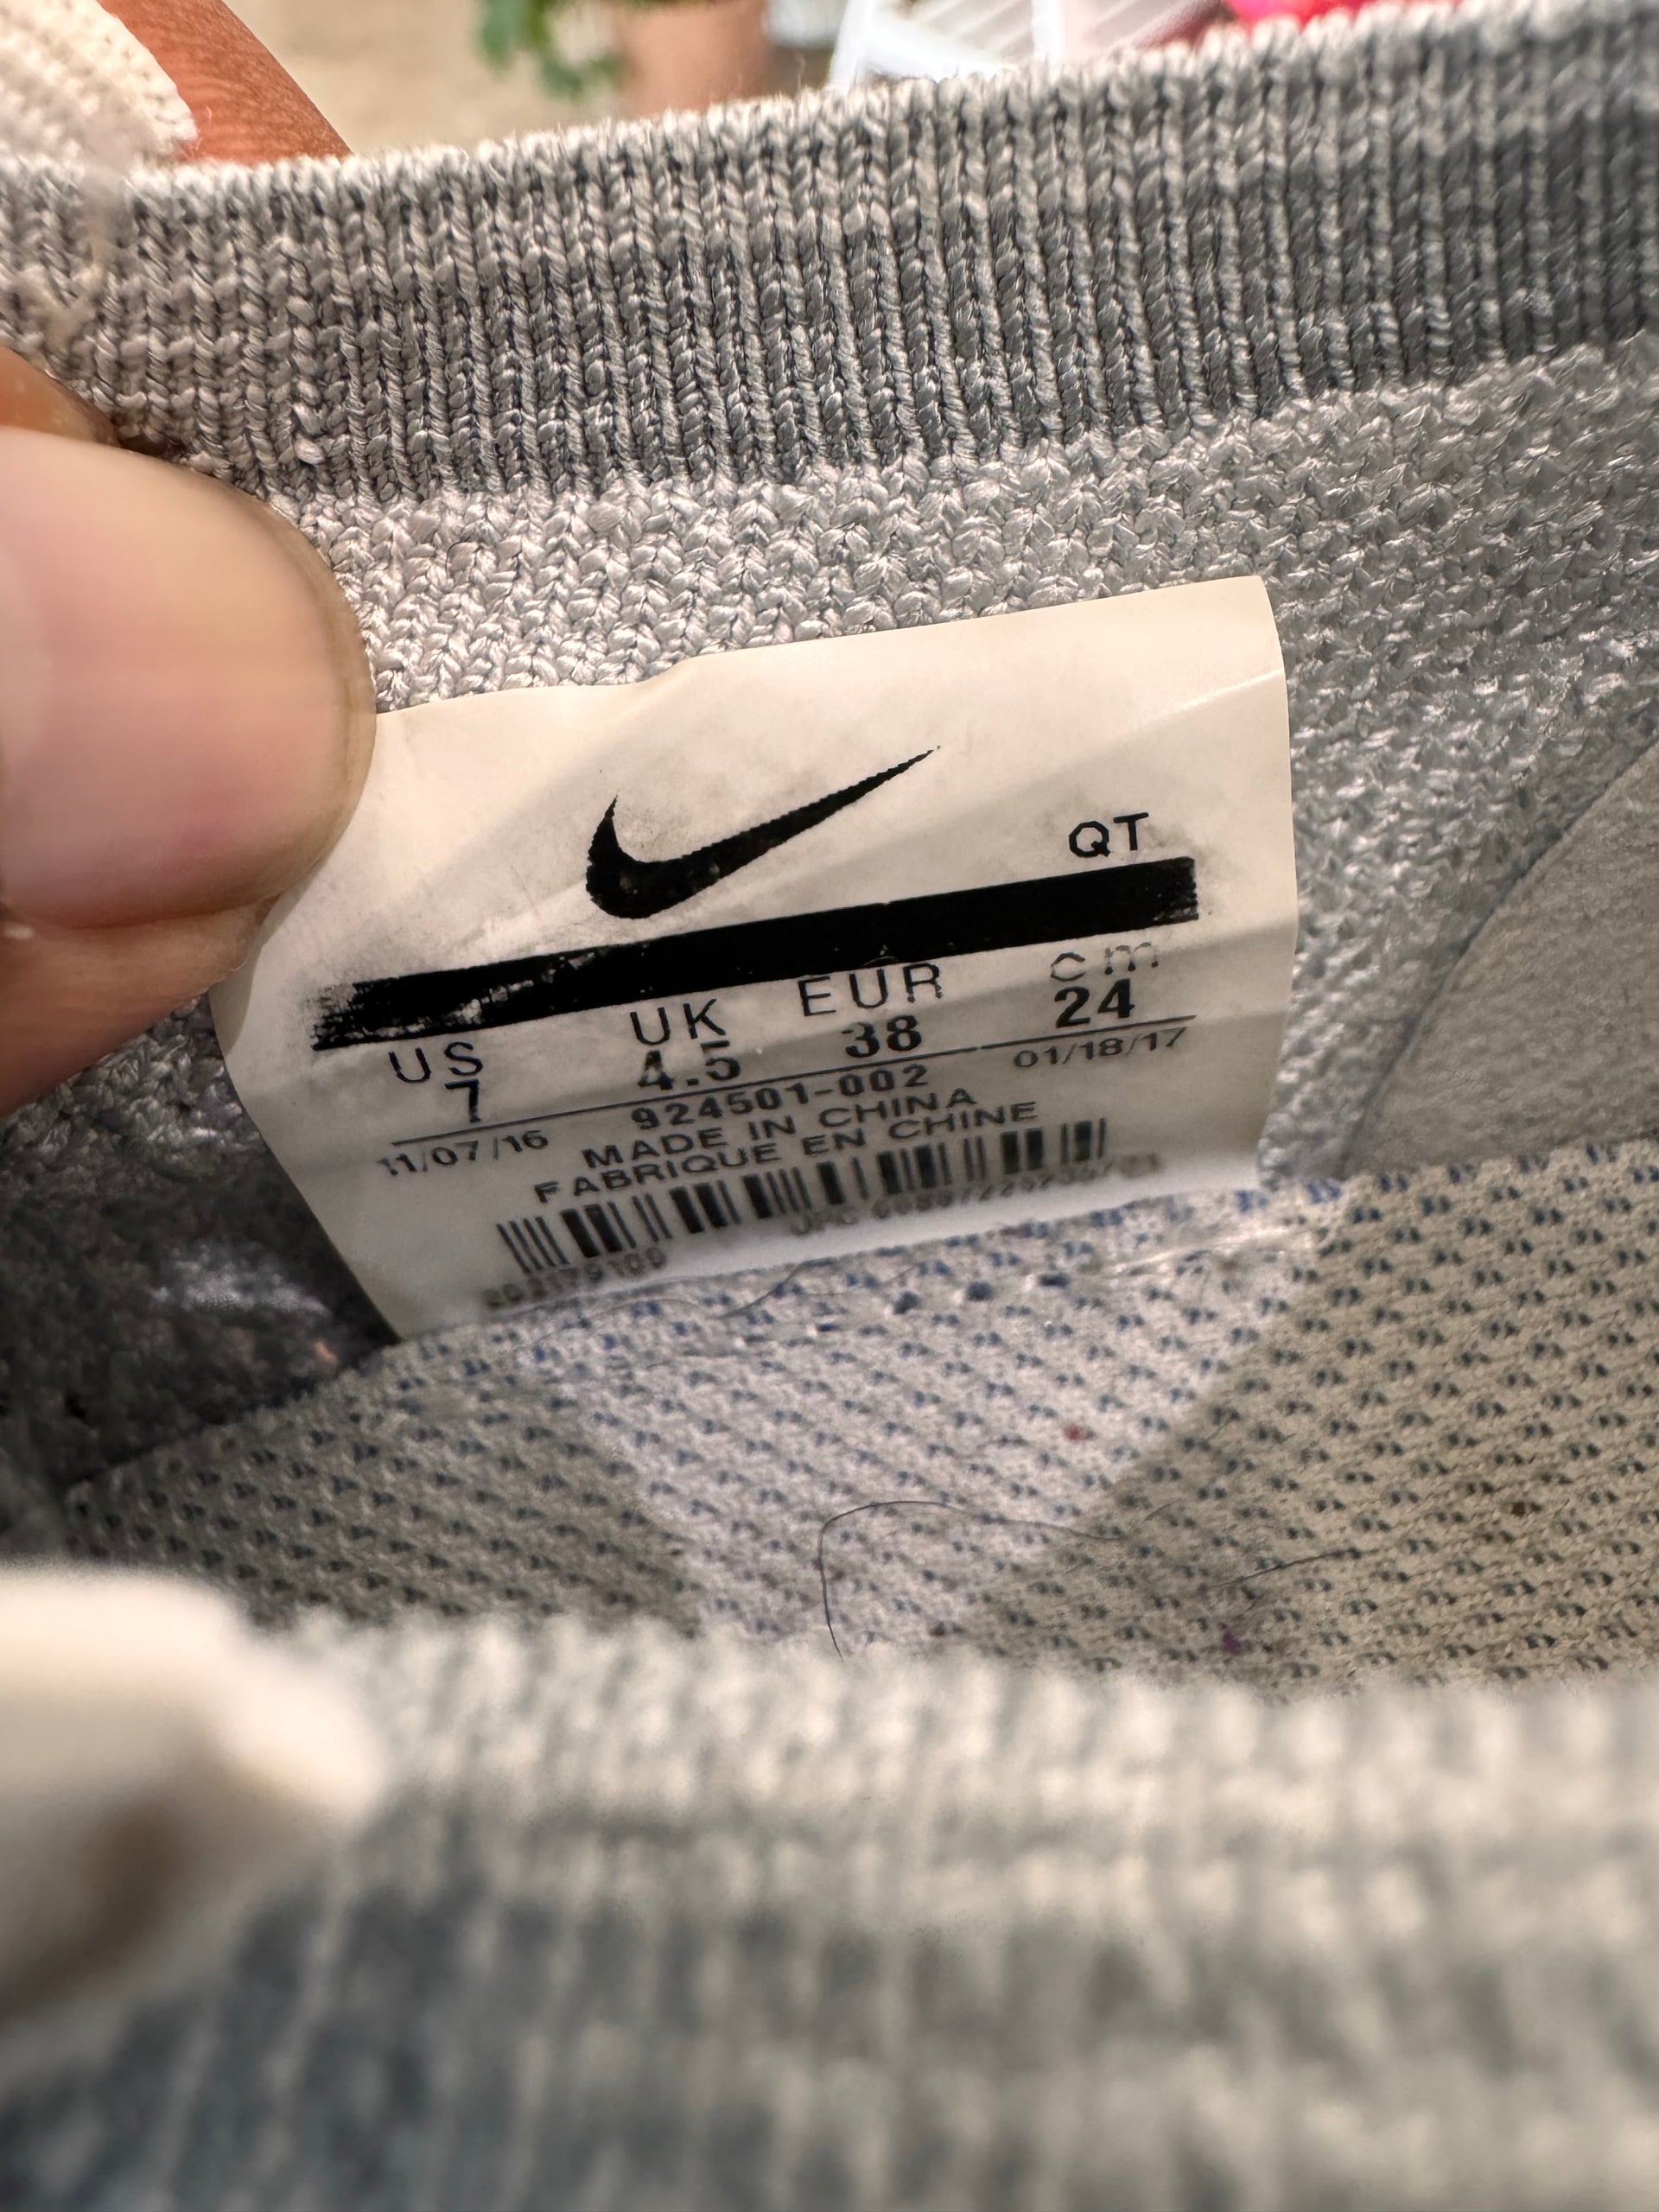 QT
US UK EUR cm
7 4.5 38 24
11/07/16 924501-002 01/18/17
MADE IN CHINA
FABRIQUE EN CHINE